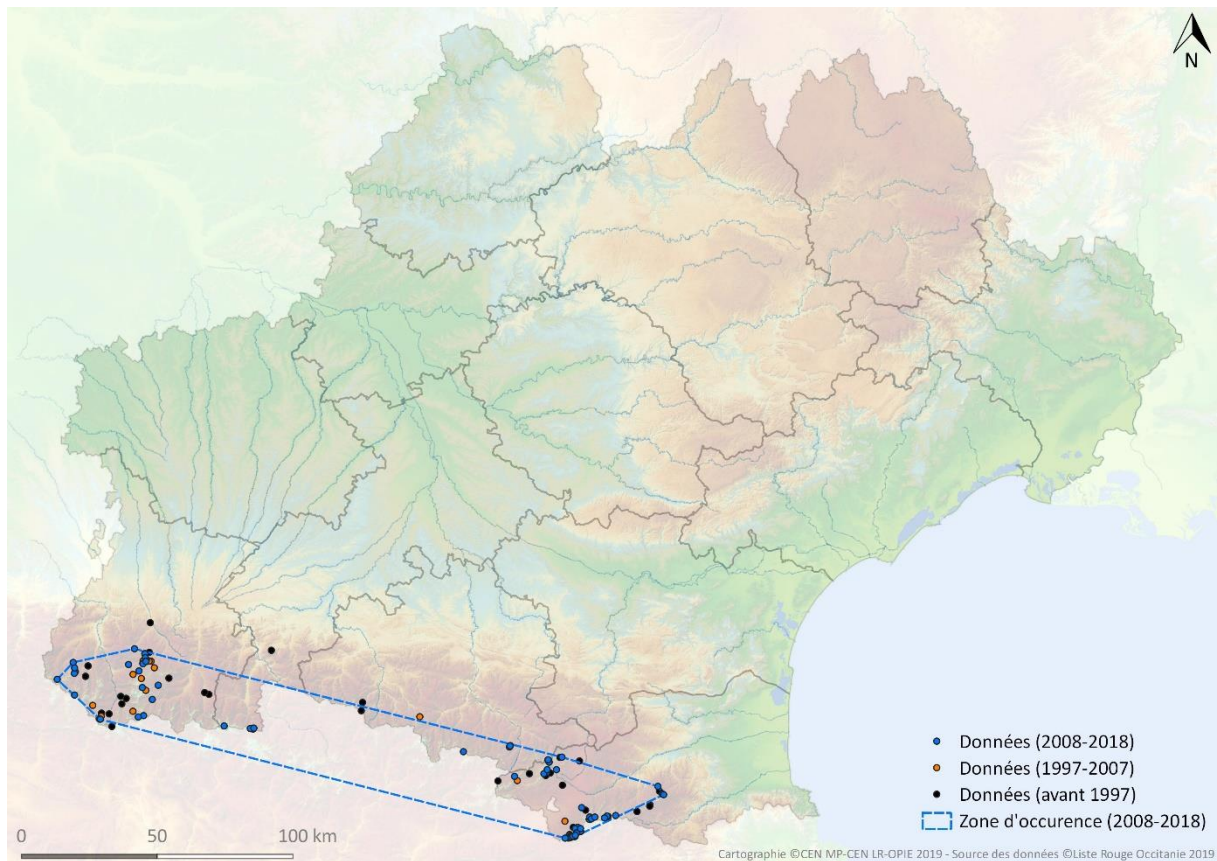 N
Données (2008-2018)
Données (1997-2007)
Données (avant 1997)
Zone d'occurence (2008-2018)
0 50 100 km
Cartographie ©CEN MP-CEN LR-OPIE 2019 - Source des données ©Liste Rouge Occitanie 2019